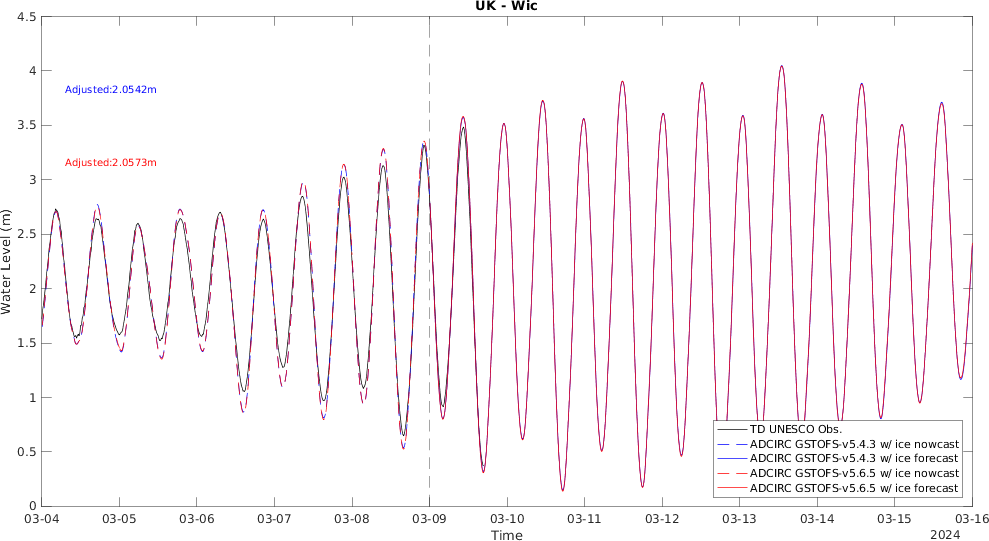 UK - Wic
4.5
4
3.5
3
2.5
2
1.5
1
0.5
0
Water Level (m)
Adjusted:2.0542m
Adjusted:2.0573m
TD UNESCO Obs.
ADCIRC GSTOFS-v5.4.3 w/ ice nowcast
ADCIRC GSTOFS-v5.4.3 w/ ice forecast
ADCIRC GSTOFS-v5.6.5 w/ ice nowcast
ADCIRC GSTOFS-v5.6.5 w/ ice forecast
03-04 03-05 03-06 03-07 03-08 03-09 03-10 03-11 03-12 03-13 03-14 03-15 03-16
Time
2024